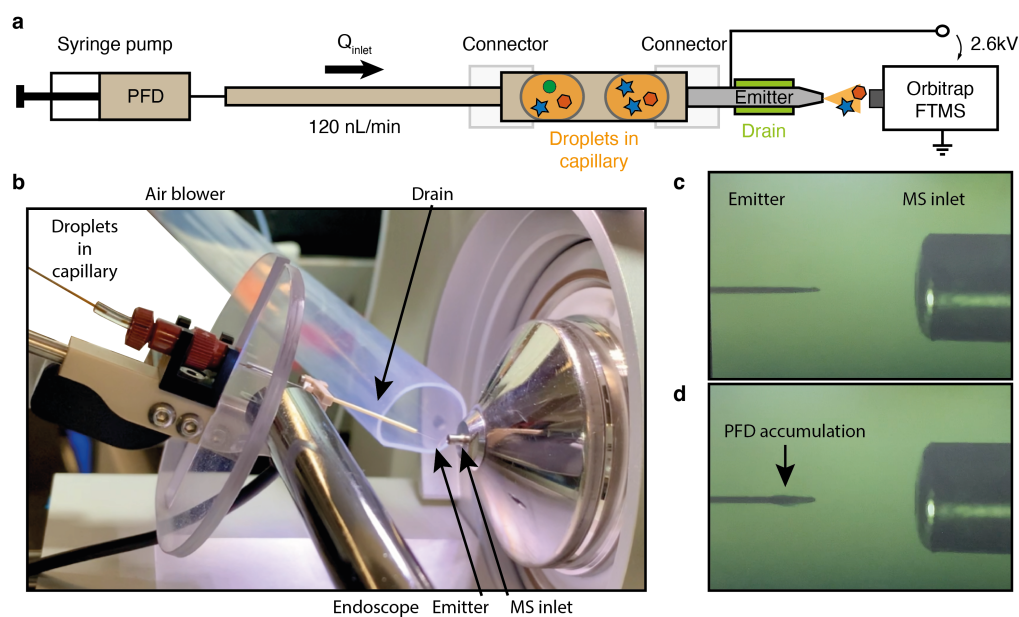 a
Syringe pump
PFD
Qinlet
120 nL/min
Connector
Connector
Droplets in
capillary
Emitter
Drain
2.6kV
Orbitrap
FTMS
b
Air blower
Drain
Droplets
in
capillary
Endoscope
Emitter
MS inlet
c
Emitter
MS inlet
d
PFD accumulation